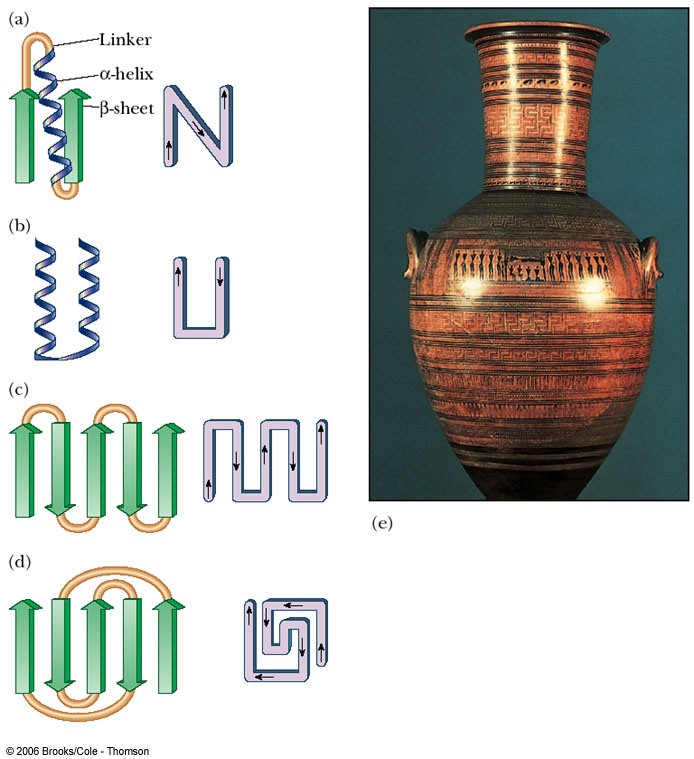 (a)
Linker
α-helix
β-sheet
(b)
(c)
(d)
(e)
© 2006 Brooks/Cole - Thomson